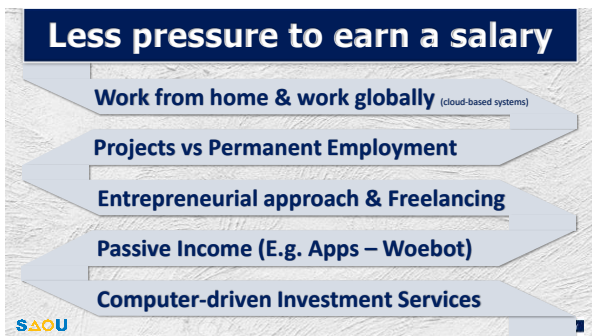 Less pressure to earn a salary
Work from home & work globally (cloud-based systems)
Projects vs Permanent Employment
Entrepreneurial approach & Freelancing
Passive Income (E.g. Apps – Woebot)
Computer-driven Investment Services
SAOU